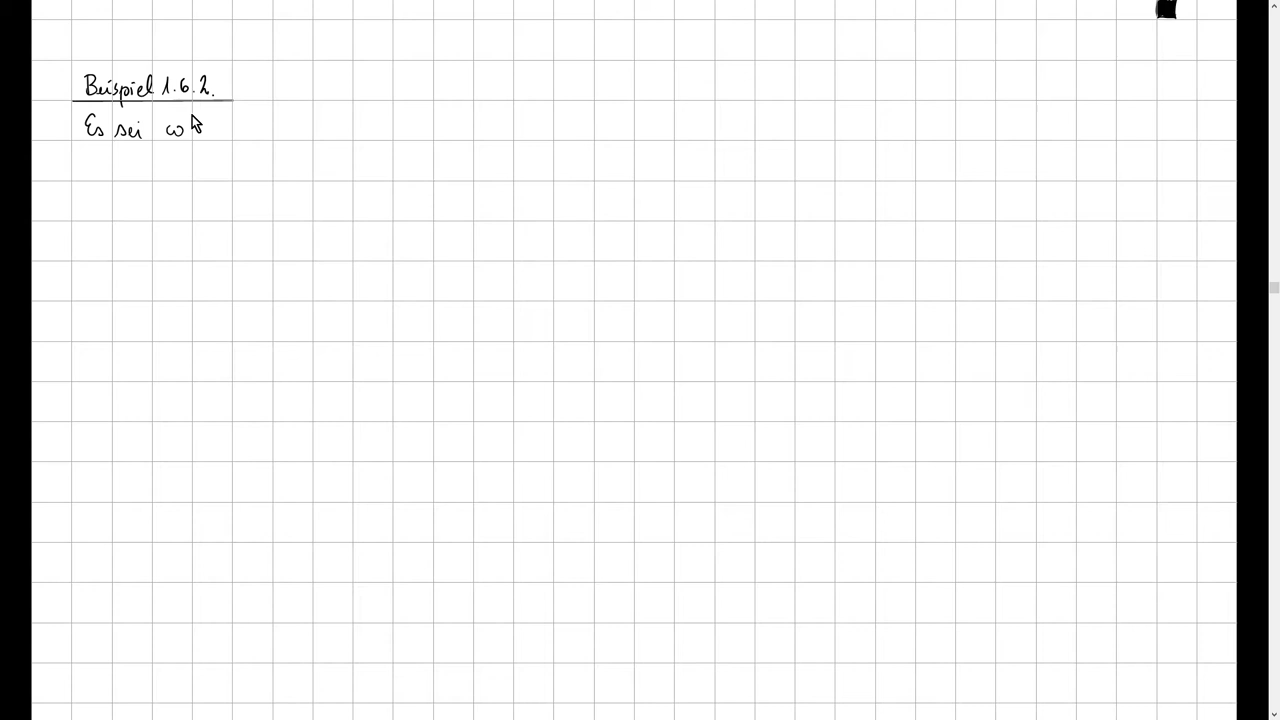 Beispiel 1.6.2.
Es sei ω